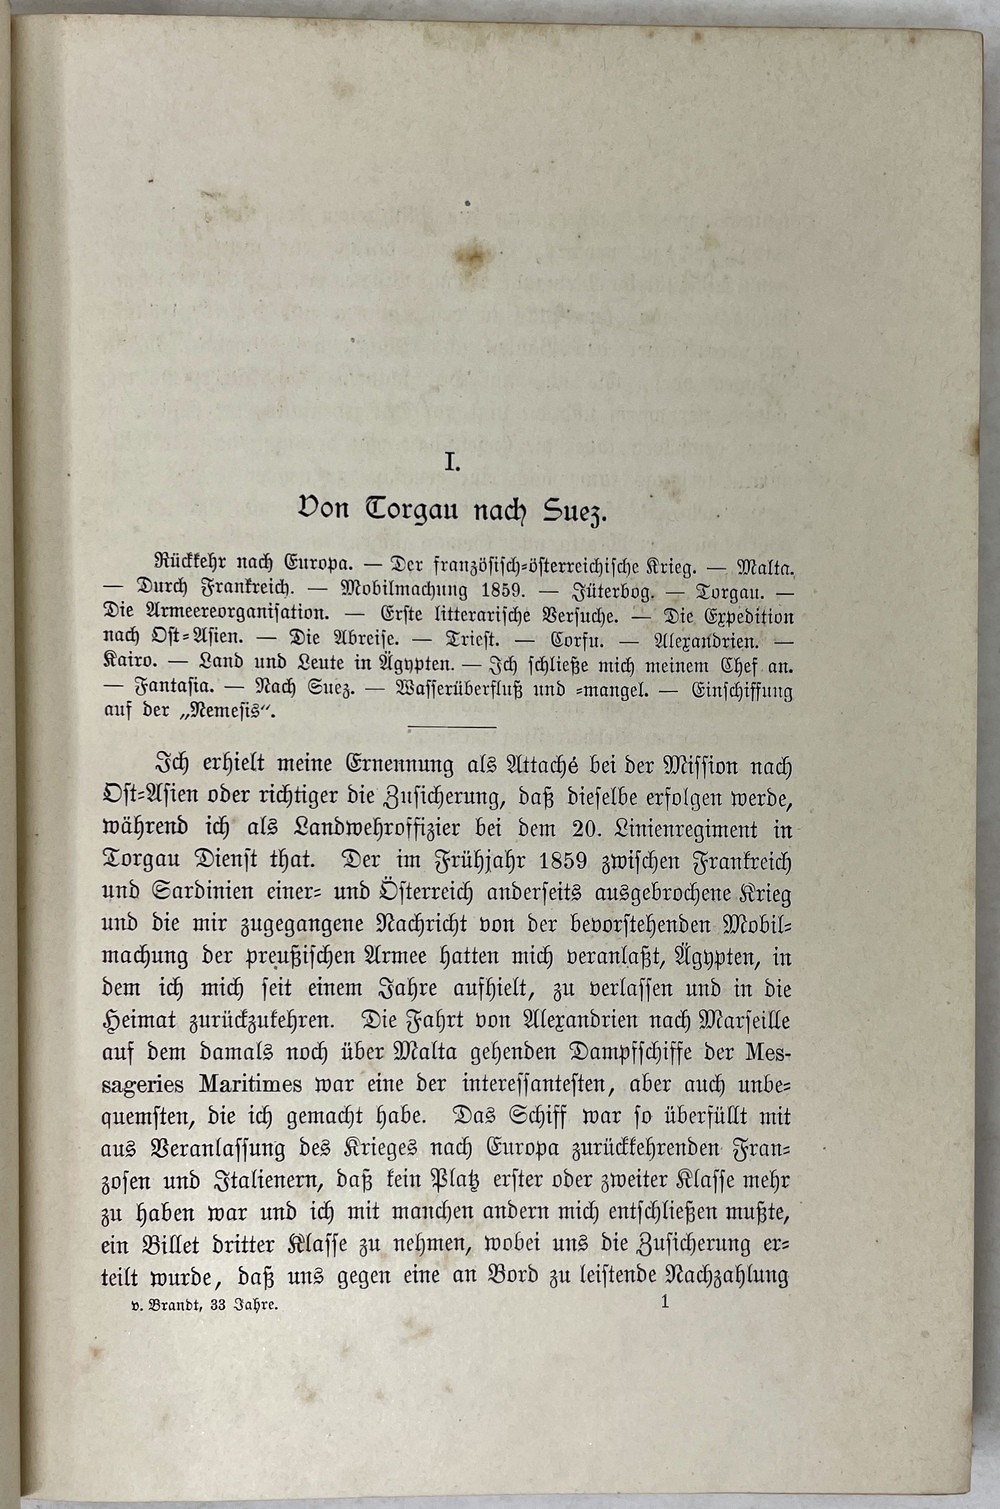 I.
Von Torgau nach Suez.
Rückkehr nach Europa. — Der französisch-österreichische Krieg. — Malta.
— Durch Frankreich. — Mobilmachung 1859. — Jüterbog. — Torgau. —
Die Armeereorganisation. — Erste litterarische Versuche. — Die Expedition
nach Ost-Asien. — Die Abreise. — Triest. — Corfu. — Alexandrien. —
Kairo. — Land und Leute in Ägypten. — Ich schließe mich meinem Chef an.
— Fantasia. — Nach Suez. — Wasserüberfluß und -mangel. — Einschiffung
auf der „Nemesis“.
Ich erhielt meine Ernennung als Attaché bei der Mission nach
Ost-Asien oder richtiger die Zusicherung, daß dieselbe erfolgen werde,
während ich als Landwehroffizier bei dem 20. Linienregiment in
Torgau Dienst that. Der im Frühjahr 1859 zwischen Frankreich
und Sardinien einer- und Österreich anderseits ausgebrochene Krieg
und die mir zugegangene Nachricht von der bevorstehenden Mobil-
machung der preußischen Armee hatten mich veranlaßt, Ägypten, in
dem ich mich seit einem Jahre aufhielt, zu verlassen und in die
Heimat zurückzukehren. Die Fahrt von Alexandrien nach Marseille
auf dem damals noch über Malta gehenden Dampfschiffe der Mes-
sageries Maritimes war eine der interessantesten, aber auch unbe-
quemsten, die ich gemacht habe. Das Schiff war so überfüllt mit
aus Veranlassung des Krieges nach Europa zurückkehrenden Fran-
zosen und Italienern, daß kein Platz erster oder zweiter Klasse mehr
zu haben war und ich mit manchen andern mich entschließen mußte,
ein Billet dritter Klasse zu nehmen, wobei uns die Zusicherung er-
teilt wurde, daß uns gegen eine an Bord zu leistende Nachzahlung
v. Brandt, 33 Jahre. 1